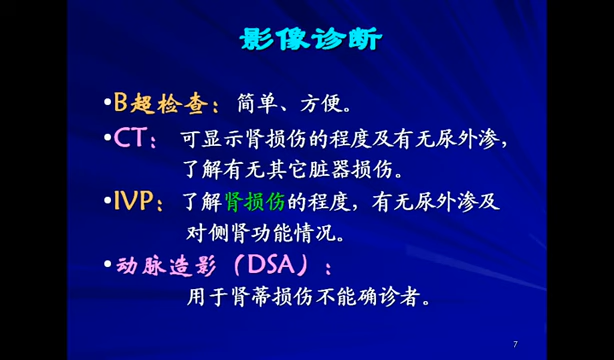 影像诊断
•B超检查：简单、方便。
•CT：可显示肾损伤的程度及有无尿外渗，
了解有无其它脏器损伤。
•IVP：了解肾损伤的程度，有无尿外渗及
对侧肾功能情况。
•动脉造影（DSA）：
用于肾蒂损伤不能确诊者。
7